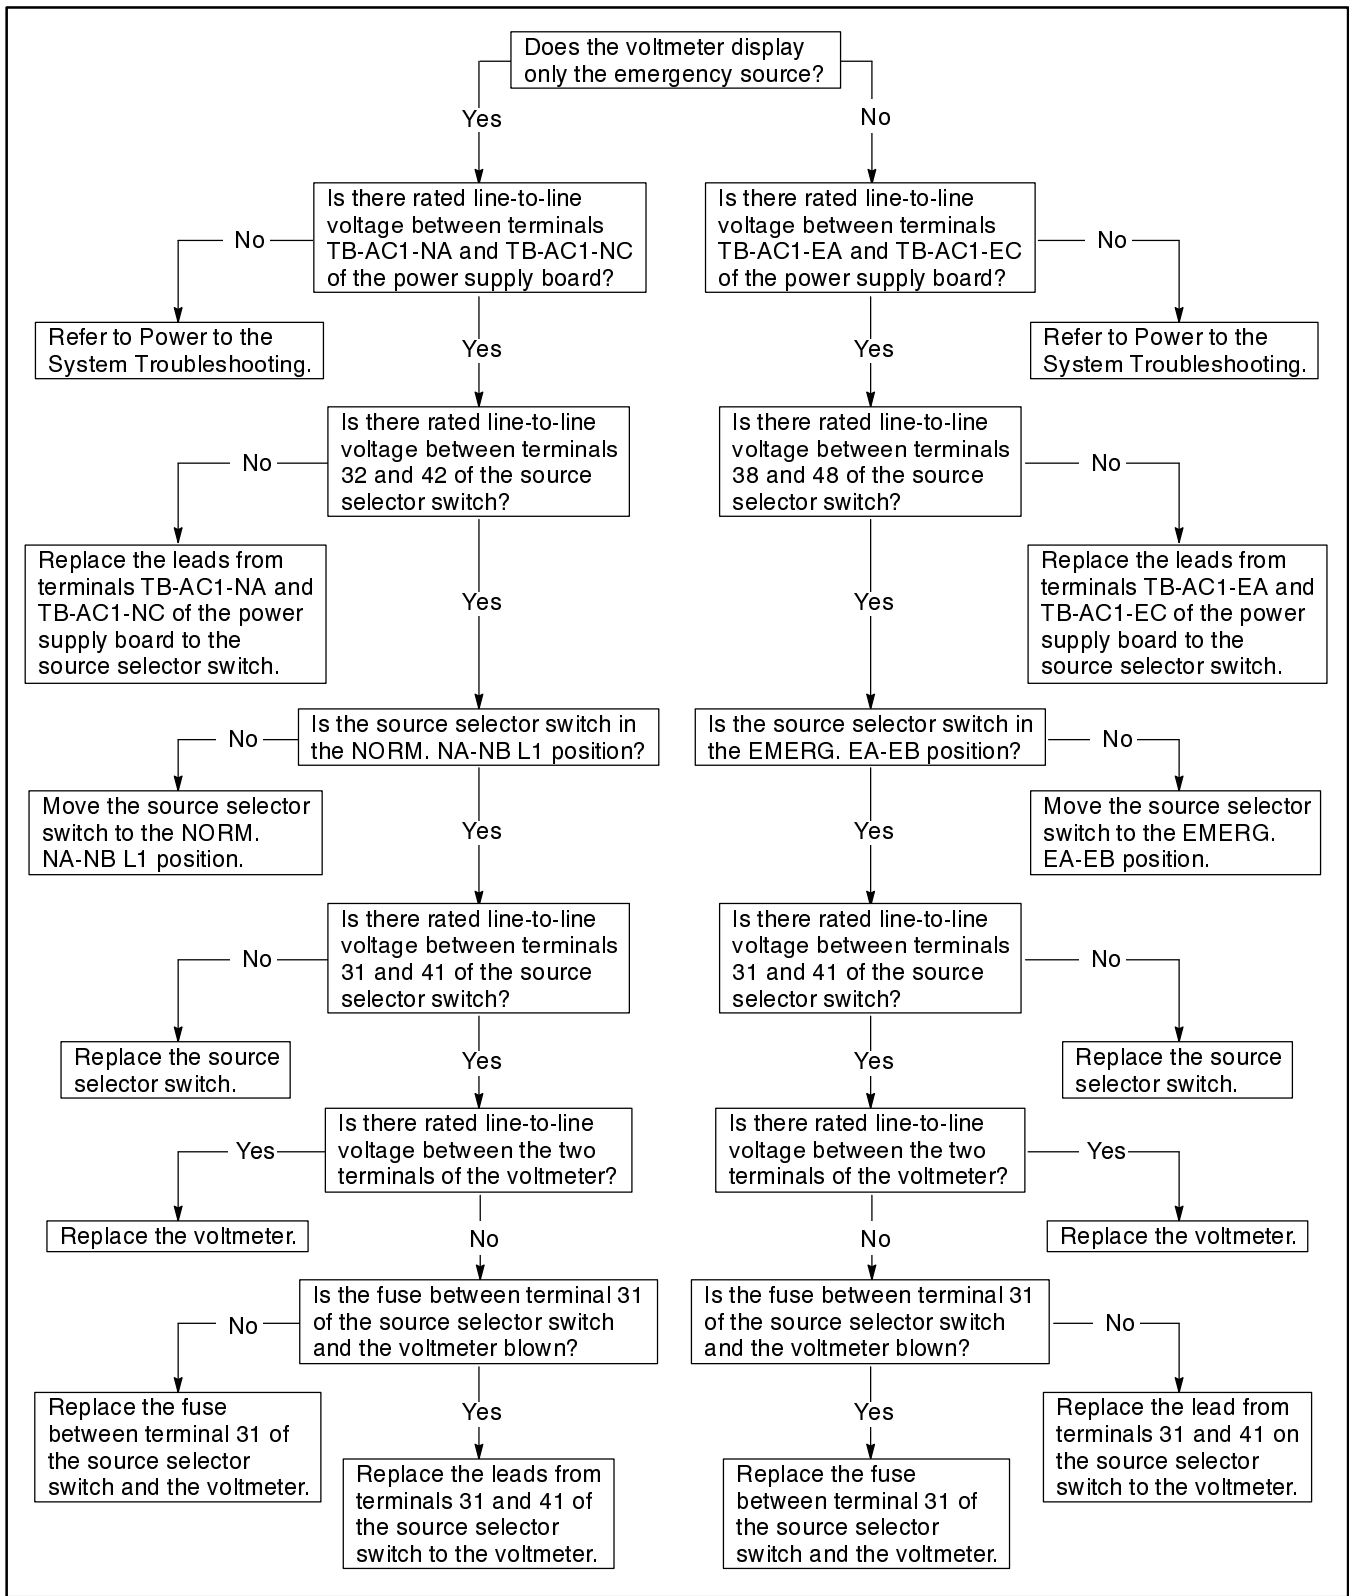 Does the voltmeter display
only the emergency source?
Yes
No
Is there rated line-to-line
voltage between terminals
TB-AC1-NA and TB-AC1-NC
of the power supply board?
Is there rated line-to-line
voltage between terminals
TB-AC1-EA and TB-AC1-EC
of the power supply board?
No
No
Refer to Power to the
System Troubleshooting.
Yes
Yes
Refer to Power to the
System Troubleshooting.
Is there rated line-to-line
voltage between terminals
32 and 42 of the source
selector switch?
Is there rated line-to-line
voltage between terminals
38 and 48 of the source
selector switch?
No
No
Replace the leads from
terminals TB-AC1-NA and
TB-AC1-NC of the power
supply board to the
source selector switch.
Yes
Yes
Replace the leads from
terminals TB-AC1-EA and
TB-AC1-EC of the power
supply board to the
source selector switch.
Is the source selector switch in
the NORM. NA-NB L1 position?
Is the source selector switch in
the EMERG. EA-EB position?
No
No
Move the source selector
switch to the NORM.
NA-NB L1 position.
Yes
Yes
Move the source selector
switch to the EMERG.
EA-EB position.
Is there rated line-to-line
voltage between terminals
31 and 41 of the source
selector switch?
Is there rated line-to-line
voltage between terminals
31 and 41 of the source
selector switch?
No
No
Replace the source
selector switch.
Yes
Yes
Replace the source
selector switch.
Is there rated line-to-line
voltage between the two
terminals of the voltmeter?
Is there rated line-to-line
voltage between the two
terminals of the voltmeter?
Yes
Yes
Replace the voltmeter.
No
No
Replace the voltmeter.
Is the fuse between terminal 31
of the source selector switch
and the voltmeter blown?
Is the fuse between terminal 31
of the source selector switch
and the voltmeter blown?
No
No
Replace the fuse
between terminal 31 of
the source selector
switch and the voltmeter.
Yes
Yes
Replace the lead from
terminals 31 and 41 on
the source selector
switch to the voltmeter.
Replace the leads from
terminals 31 and 41 of
the source selector
switch to the voltmeter.
Replace the fuse
between terminal 31 of
the source selector
switch and the voltmeter.